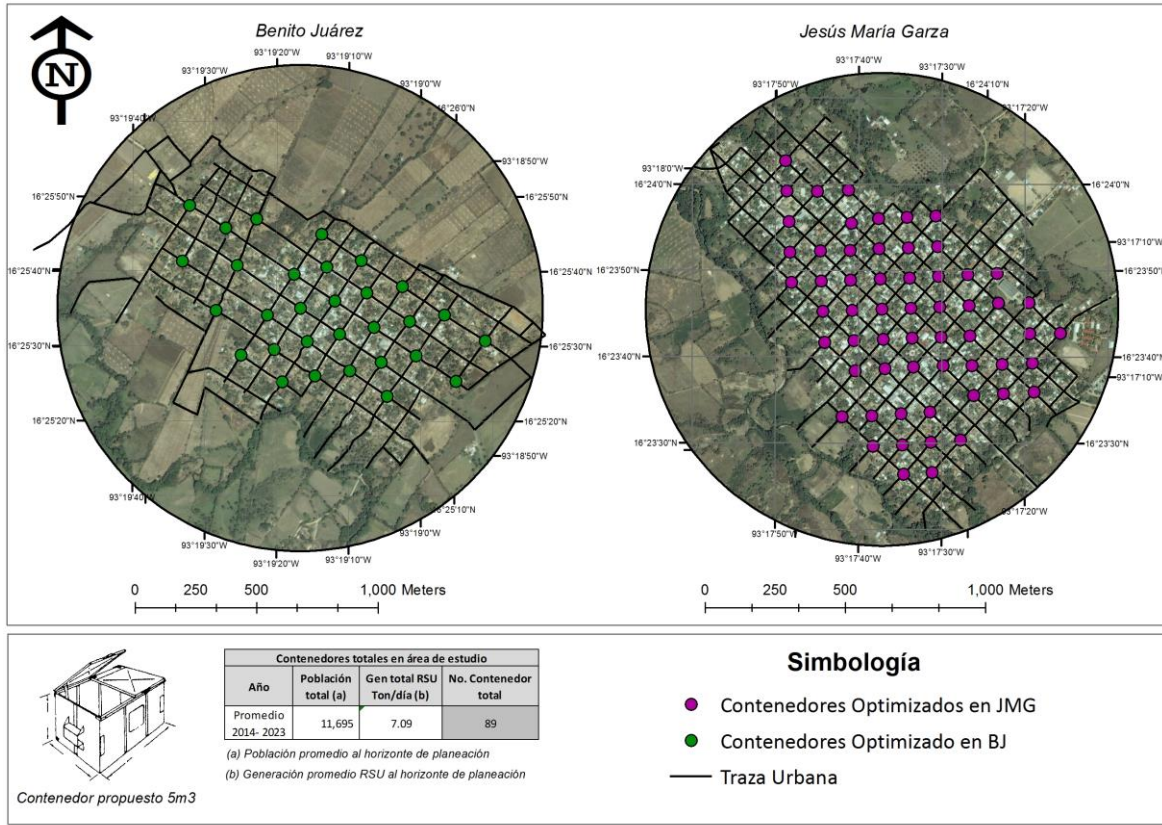 Benito Juárez
Jesús María Garza
N
93°19'20"W
93°19'10"W
93°19'30"W
93°19'0"W
93°19'40"W
16°26'0"N
93°18'50"W
16°25'50"N
16°25'50"N
16°25'40"N
16°25'40"N
16°25'30"N
16°25'30"N
16°25'20"N
16°25'20"N
93°18'50"W
93°19'40"W
16°25'10"N
93°19'30"W
93°19'0"W
93°19'20"W
93°19'10"W
93°17'40"W
93°17'30"W
93°17'50"W
16°24'10"N
93°17'20"W
93°18'0"W
16°24'0"N
16°24'0"N
93°17'10"W
16°23'50"N
16°23'50"N
16°23'40"N
16°23'40"N
93°17'10"W
16°23'30"N
16°23'30"N
93°17'20"W
93°17'50"W
93°17'40"W
93°17'30"W
0 250 500 1,000 Meters
0 250 500 1,000 Meters
Contenedor propuesto 5m3
Contenedores totales en área de estudio
Año Población total (a) Gen total RSU Ton/día (b) No. Contenedor total
Promedio 2014- 2023 11,695 7.09 89
(a) Población promedio al horizonte de planeación
(b) Generación promedio RSU al horizonte de planeación
Simbología
Contenedores Optimizados en JMG
Contenedores Optimizado en BJ
Traza Urbana